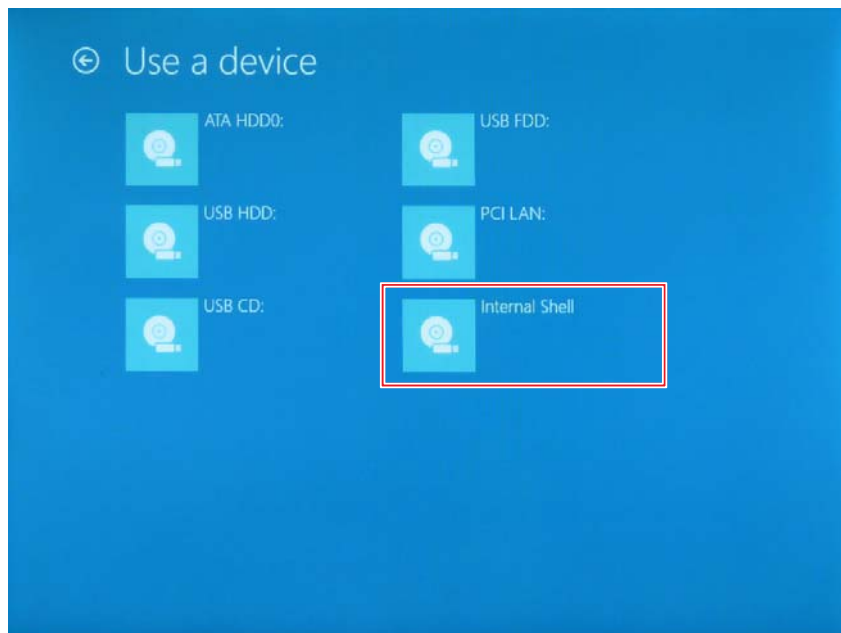 Use a device
ATA HDD0:
USB FDD:
USB HDD:
PCI LAN:
USB CD:
Internal Shell